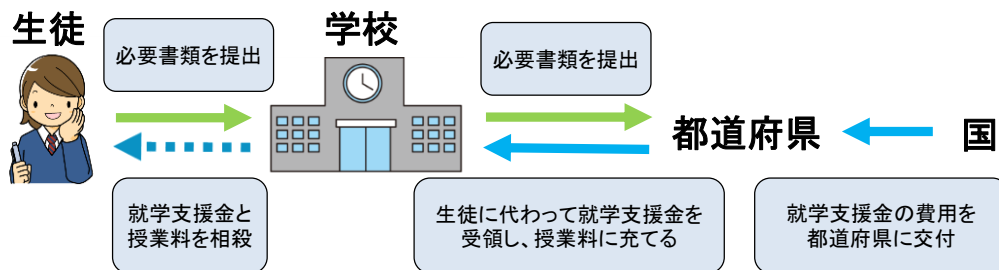 生徒
学校
必要書類を提出
必要書類を提出
都道府県
国
就学支援金と
授業料を相殺
生徒に代わって就学支援金を
受領し、授業料に充てる
就学支援金の費用を
都道府県に交付